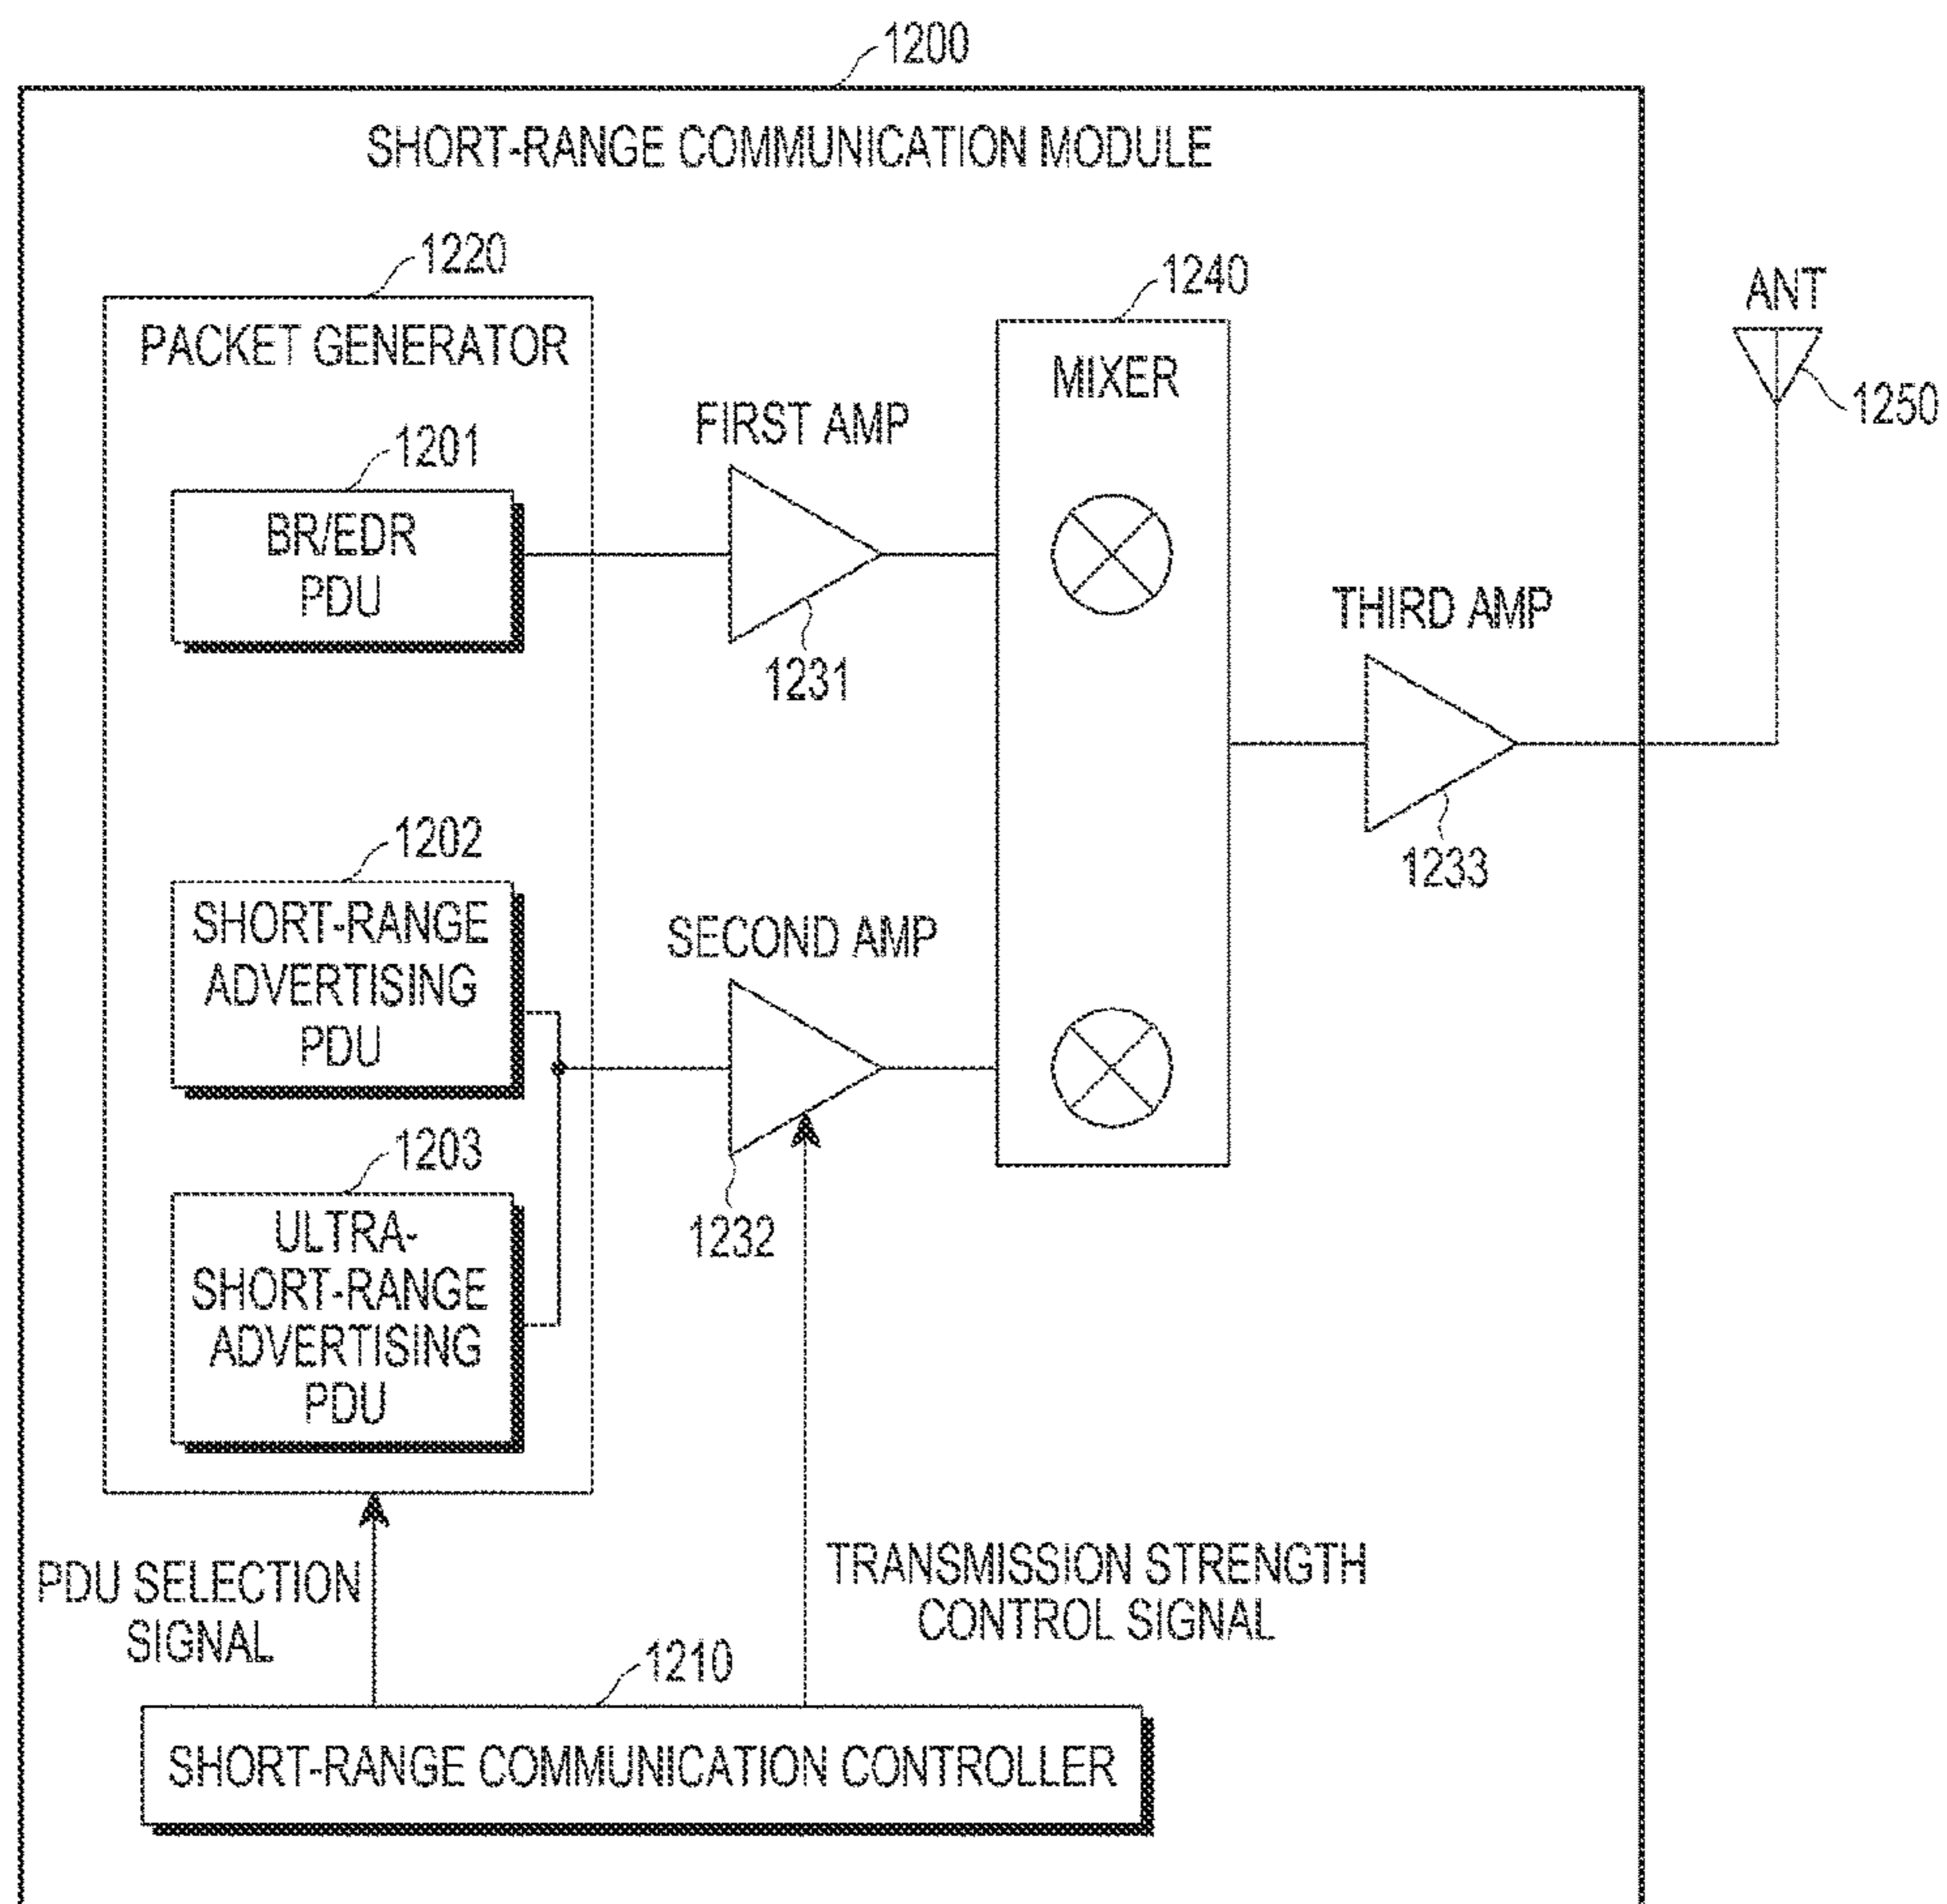 1200
SHORT-RANGE COMMUNICATION MODULE
1220
PACKET GENERATOR
1201
BR/EDR
PDU
FIRST AMP
1231
1240
MIXER
ANT
1250
THIRD AMP
1233
1202
SHORT-RANGE
ADVERTISING
PDU
SECOND AMP
1232
1203
ULTRA-
SHORT-RANGE
ADVERTISING
PDU
PDU SELECTION
SIGNAL
TRANSMISSION STRENGTH
CONTROL SIGNAL
1210
SHORT-RANGE COMMUNICATION CONTROLLER